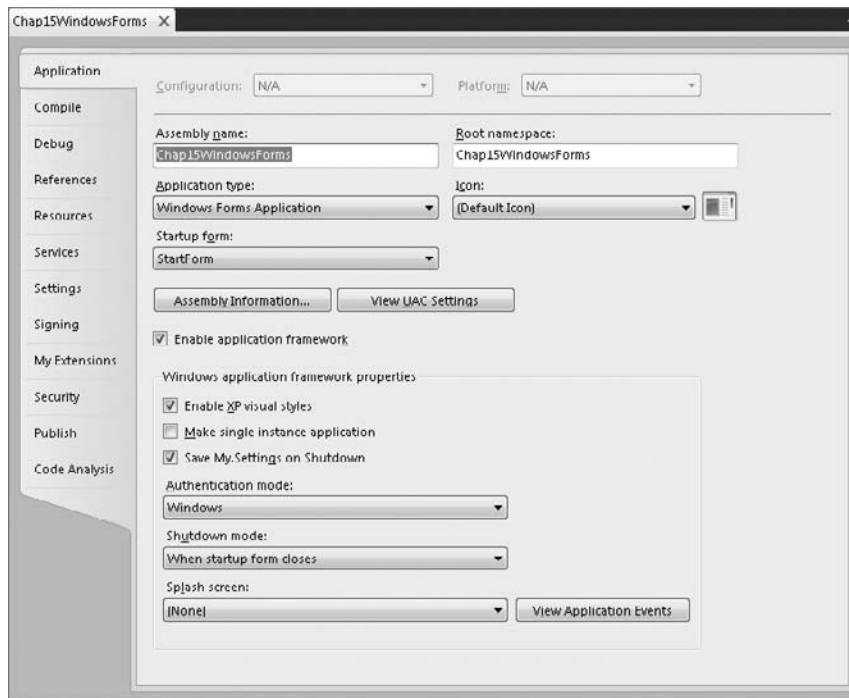 Chap15WindowsForms X
Application
Compile
Debug
References
Resources
Services
Settings
Signing
My Extensions
Security
Publish
Code Analysis
Configuration: N/A Platform: N/A
Assembly name: Root namespace:
Chap15WindowsForms Chap15WindowsForms
Application type: Icon:
Windows Forms Application (Default Icon)
Startup form:
StartForm
Assembly Information... View UAC Settings
Enable application framework
Windows application framework properties
Enable XP visual styles
Make single instance application
Save My.Settings on Shutdown
Authentication mode:
Windows
Shutdown mode:
When startup form closes
Splash screen:
(None) View Application Events